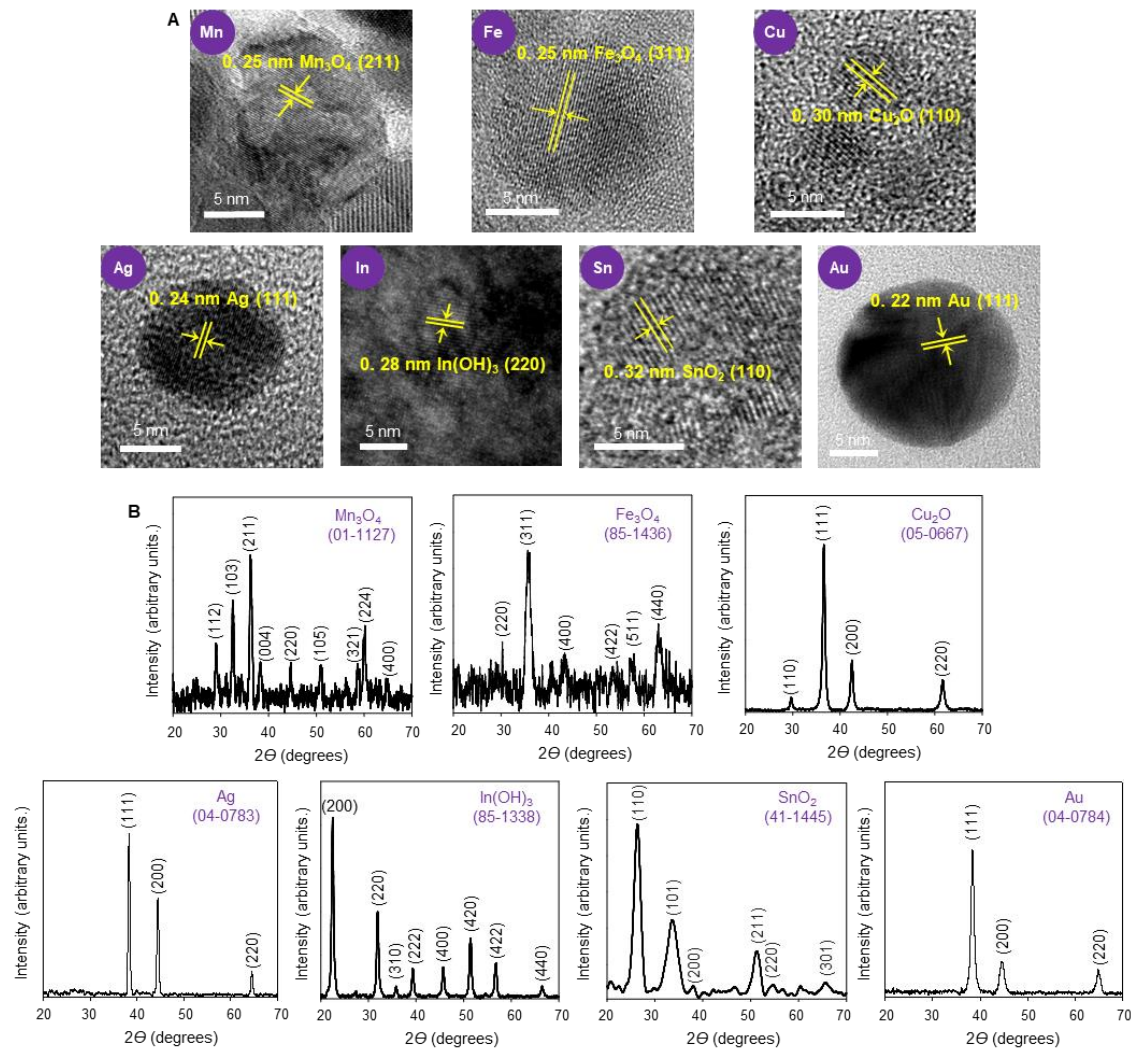 A
Mn
0. 25 nm Mn₃O₄ (211)
5 nm
Fe
0. 25 nm Fe₃O₄ (311)
5 nm
Cu
0. 30 nm Cu₂O (110)
5 nm
Ag
0. 24 nm Ag (111)
5 nm
In
0. 28 nm In(OH)₃ (220)
5 nm
Sn
0. 32 nm SnO₂ (110)
5 nm
Au
0. 22 nm Au (111)
5 nm
B
Intensity (arbitrary units.)
Mn₃O₄
(01-1127)
(112)
(103)
(211)
(004)
(220)
(105)
(321)
(224)
(400)
20 30 40 50 60 70
2Θ (degrees)
Intensity (arbitrary units.)
Fe₃O₄
(85-1436)
(220)
(311)
(400)
(422)
(511)
(440)
20 30 40 50 60 70
2Θ (degrees)
Intensity (arbitrary units.)
Cu₂O
(05-0667)
(110)
(111)
(200)
(220)
20 30 40 50 60 70
2Θ (degrees)
Intensity (arbitrary units.)
Ag
(04-0783)
(111)
(200)
(220)
20 30 40 50 60 70
2Θ (degrees)
Intensity (arbitrary units.)
In(OH)₃
(85-1338)
(200)
(220)
(310)
(222)
(400)
(420)
(422)
(440)
20 30 40 50 60 70
2Θ (degrees)
Intensity (arbitrary units.)
SnO₂
(41-1445)
(110)
(101)
(200)
(211)
(220)
(301)
20 30 40 50 60 70
2Θ (degrees)
Intensity (arbitrary units.)
Au
(04-0784)
(111)
(200)
(220)
20 30 40 50 60 70
2Θ (degrees)